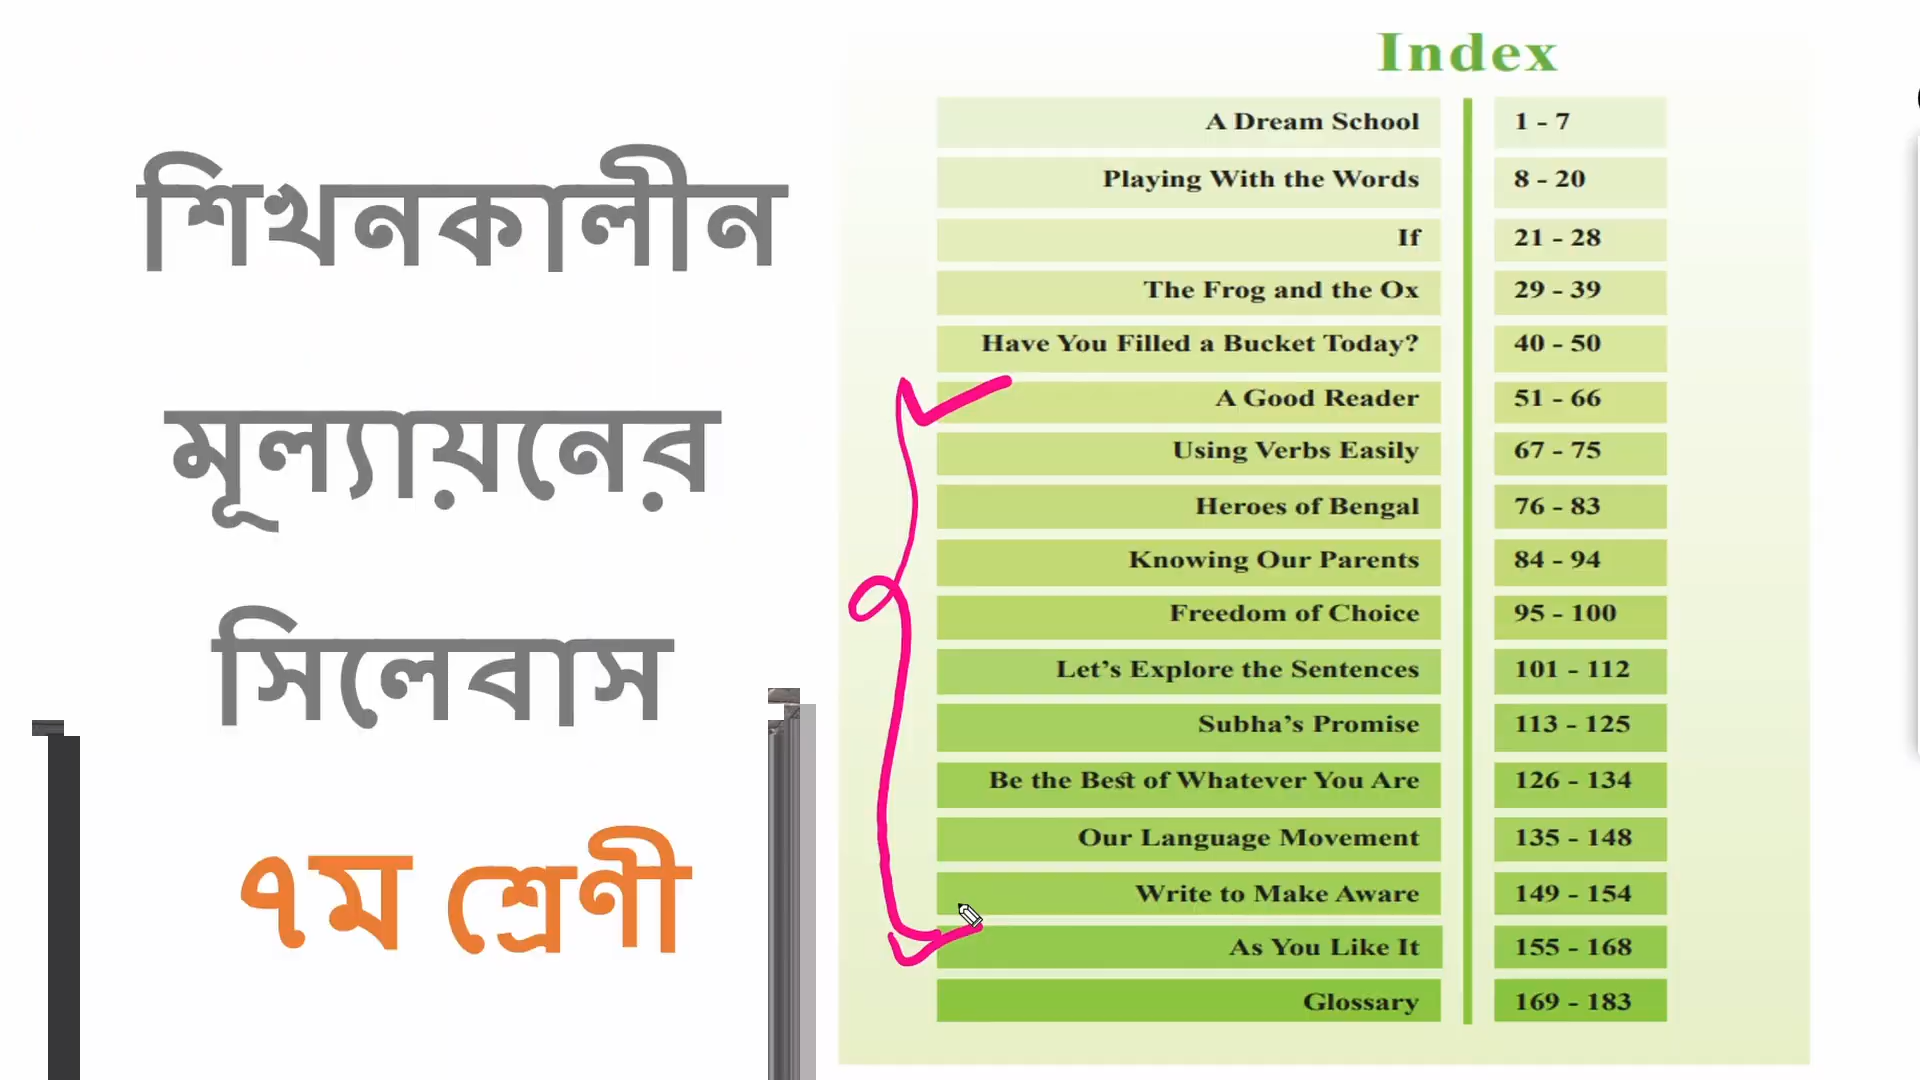 শিখনকালীন
মূল্যায়নের
সিলেবাস
৭ম শ্রেণী
Index
A Dream School 1 - 7
Playing With the Words 8 - 20
If 21 - 28
The Frog and the Ox 29 - 39
Have You Filled a Bucket Today? 40 - 50
A Good Reader 51 - 66
Using Verbs Easily 67 - 75
Heroes of Bengal 76 - 83
Knowing Our Parents 84 - 94
Freedom of Choice 95 - 100
Let’s Explore the Sentences 101 - 112
Subha’s Promise 113 - 125
Be the Best of Whatever You Are 126 - 134
Our Language Movement 135 - 148
Write to Make Aware 149 - 154
As You Like It 155 - 168
Glossary 169 - 183